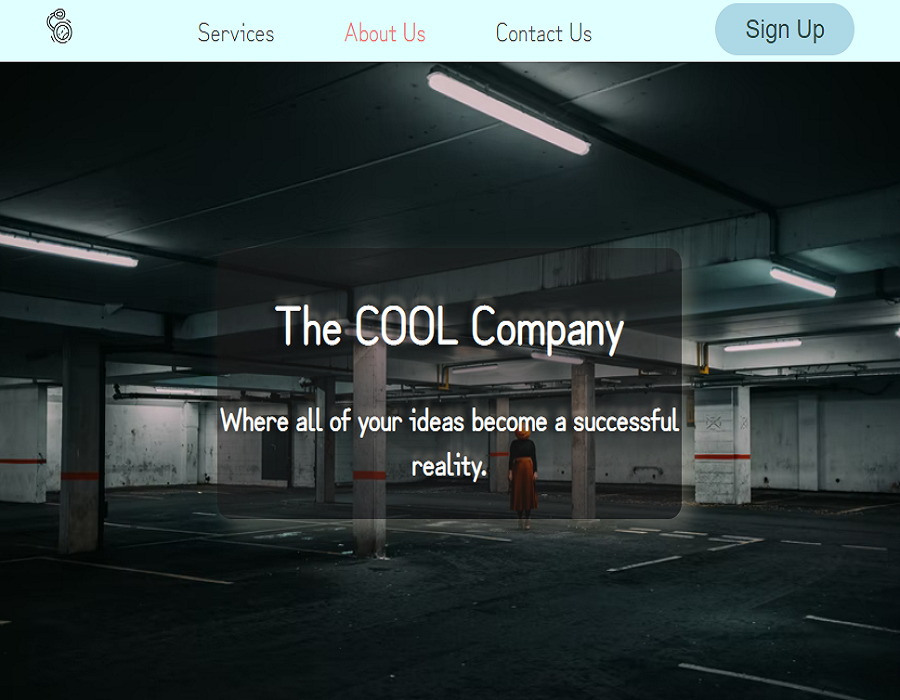 Services
About Us
Contact Us
Sign Up
The COOL Company
Where all of your ideas become a successful
reality.